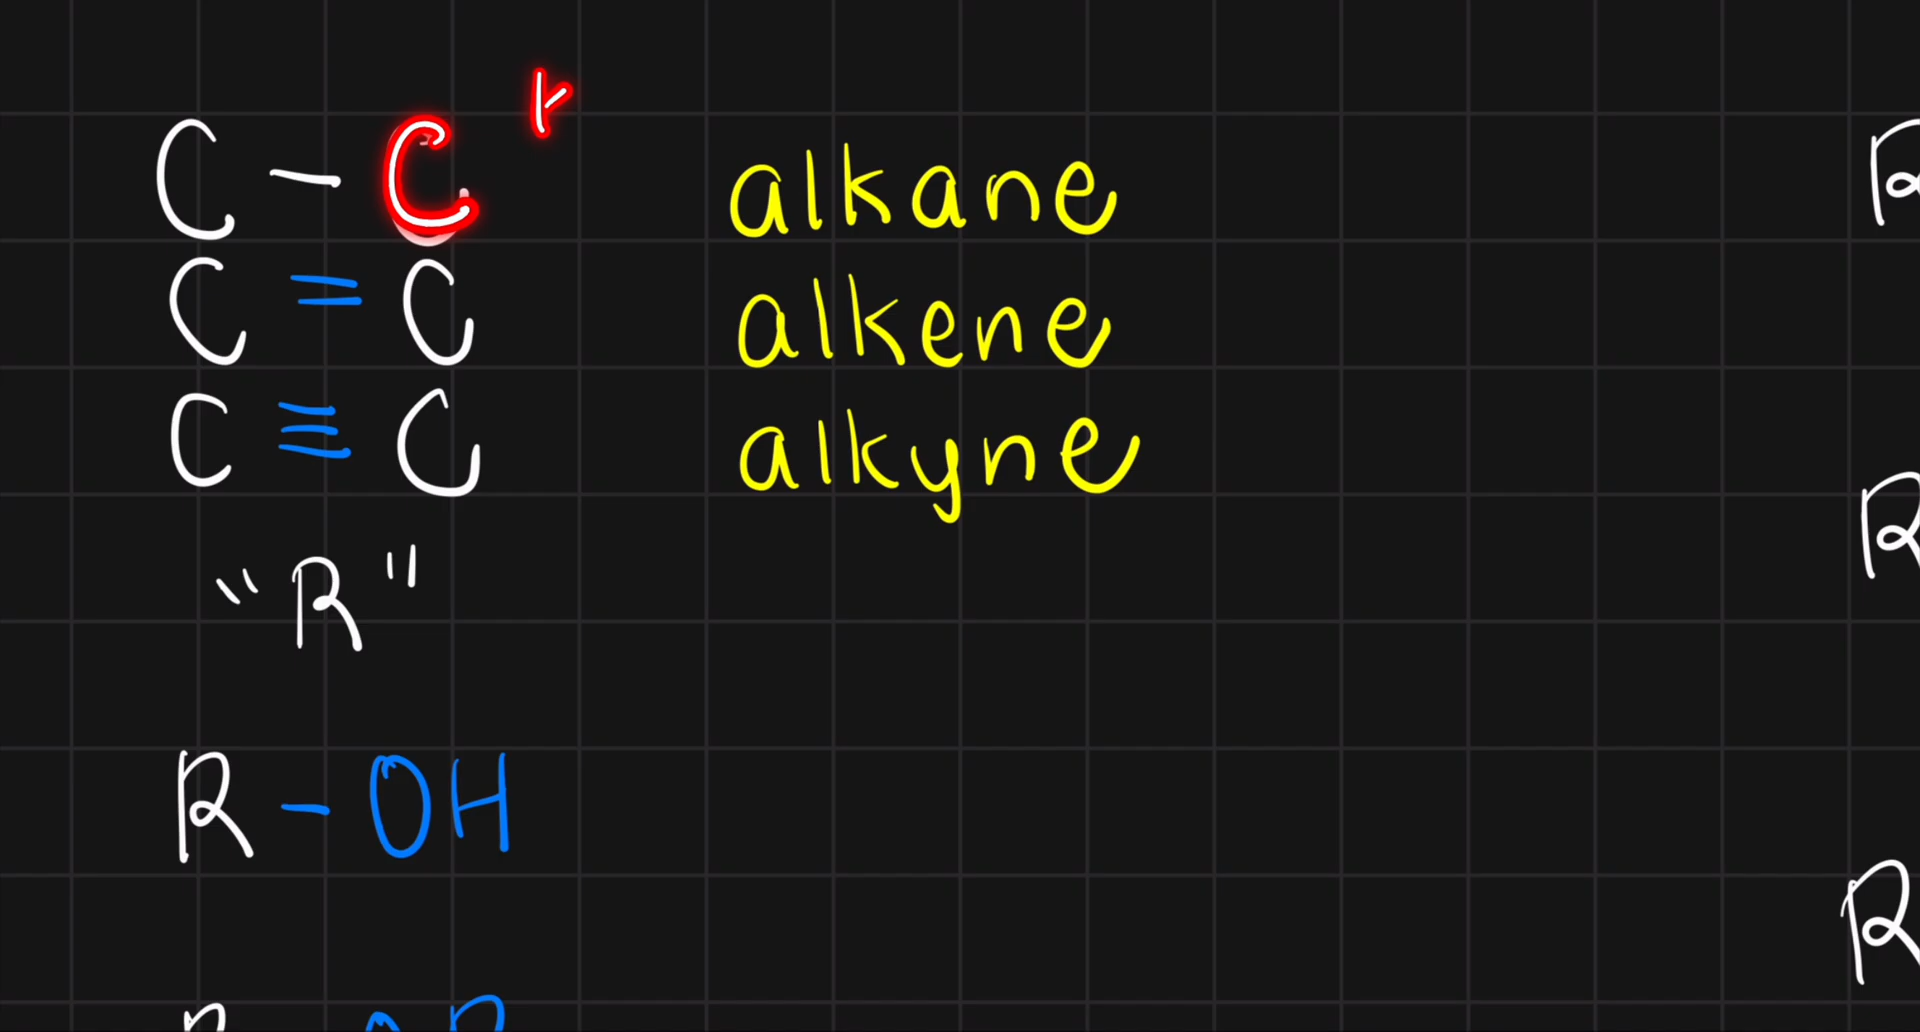 C - C alkane
C = C alkene
C ≡ C alkyne
"R"
R - OH
R
R
R